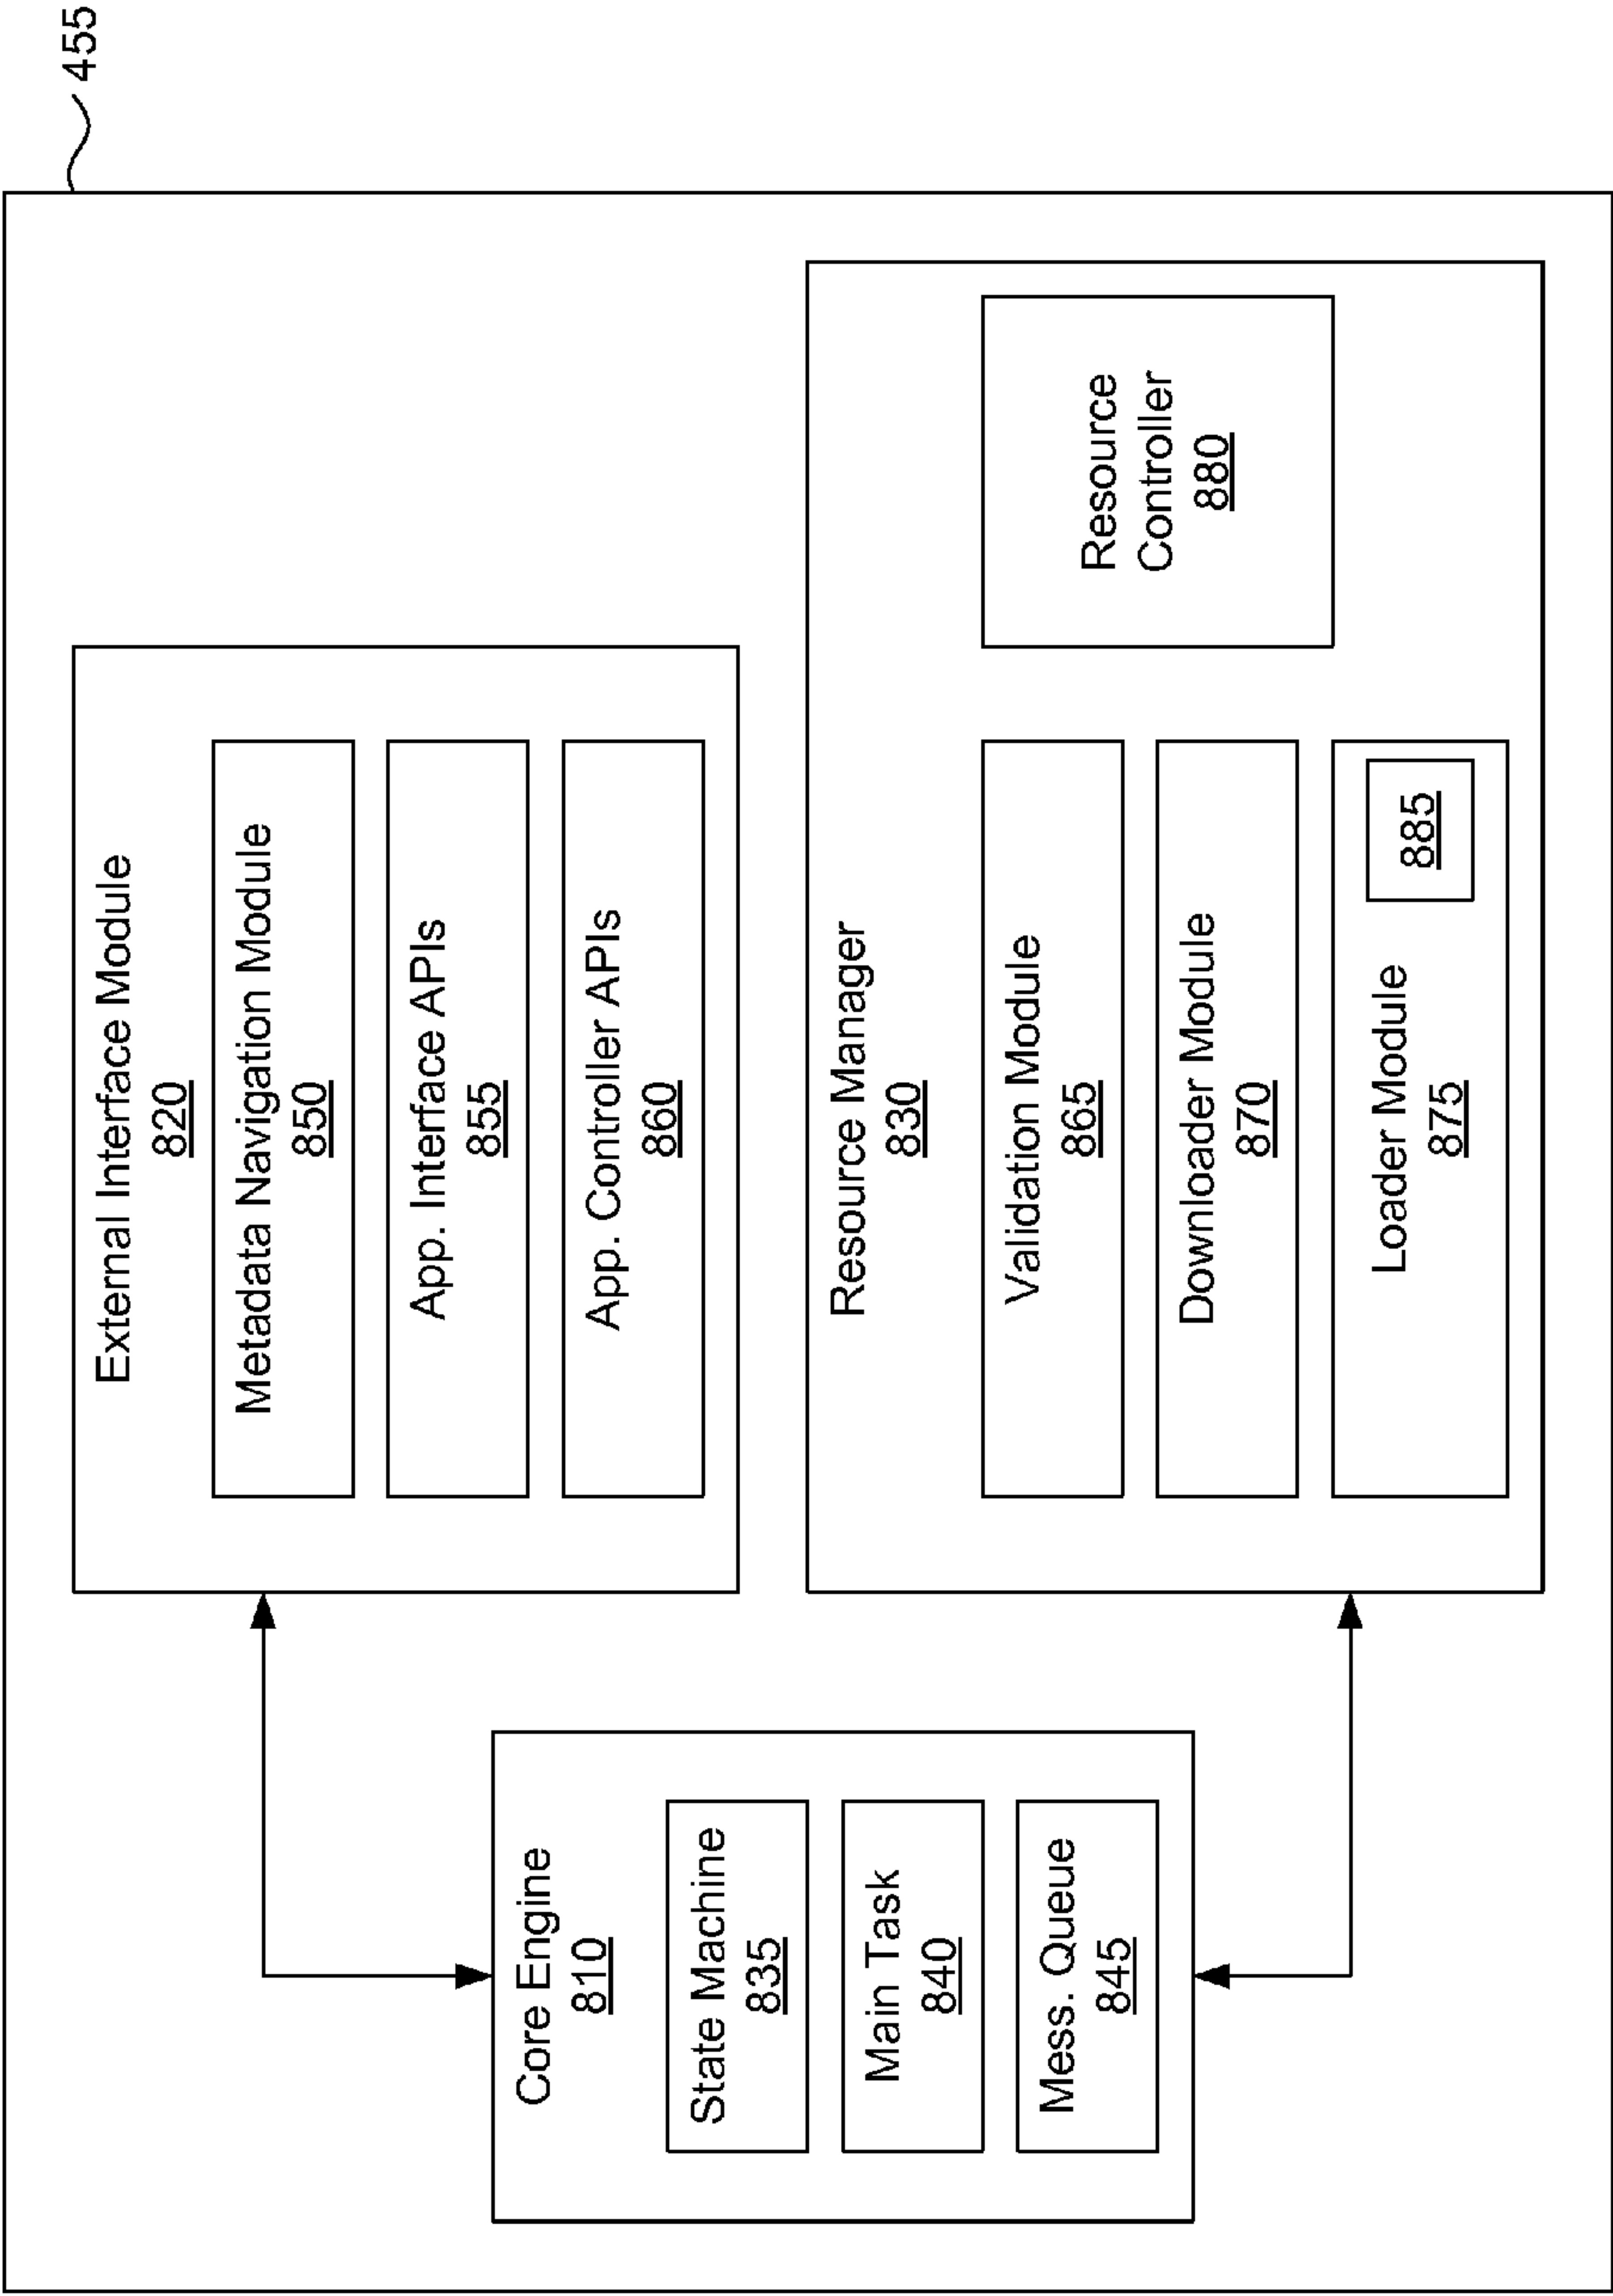 455
Core Engine
810
State Machine
835
Main Task
840
Mess. Queue
845
External Interface Module
820
Metadata Navigation Module
850
App. Interface APIs
855
App. Controller APIs
860
Resource Manager
830
Validation Module
865
Downloader Module
870
Loader Module
875
885
Resource
Controller
880